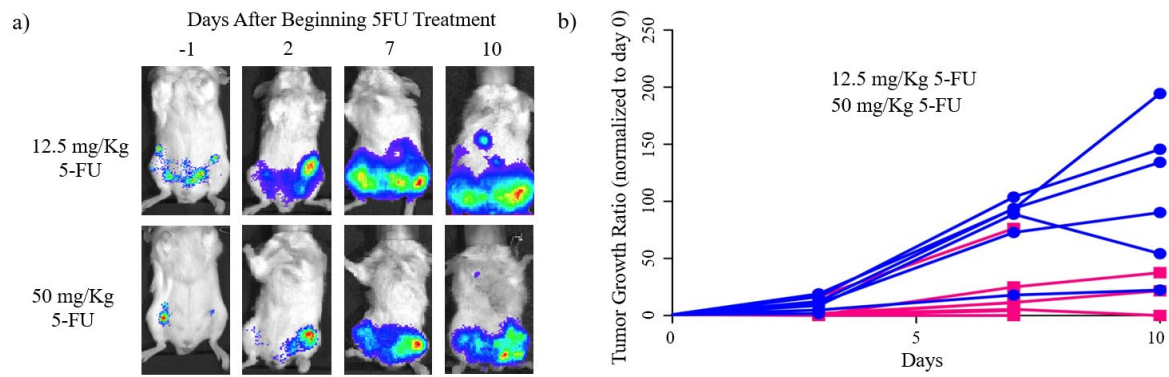 a)
Days After Beginning 5FU Treatment
-1 2 7 10
12.5 mg/Kg
5-FU
50 mg/Kg
5-FU
b)
Tumor Growth Ratio (normalized to day 0)
250
200
150
100
50
0
12.5 mg/Kg 5-FU
50 mg/Kg 5-FU
0 5 10
Days